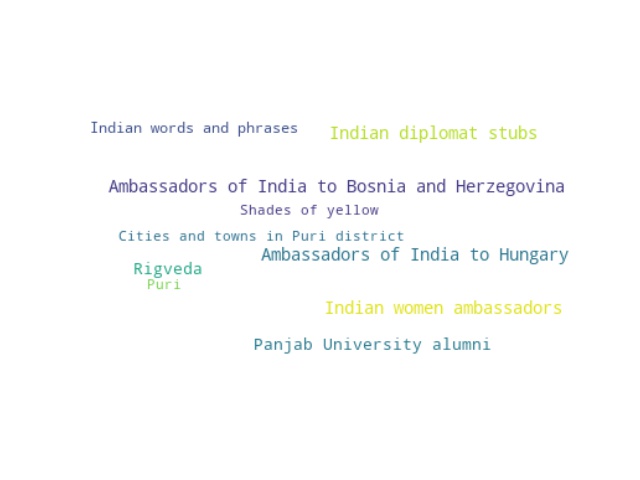 Indian words and phrases
Indian diplomat stubs
Ambassadors of India to Bosnia and Herzegovina
Shades of yellow
Cities and towns in Puri district
Ambassadors of India to Hungary
Rigveda
Puri
Indian women ambassadors
Panjab University alumni